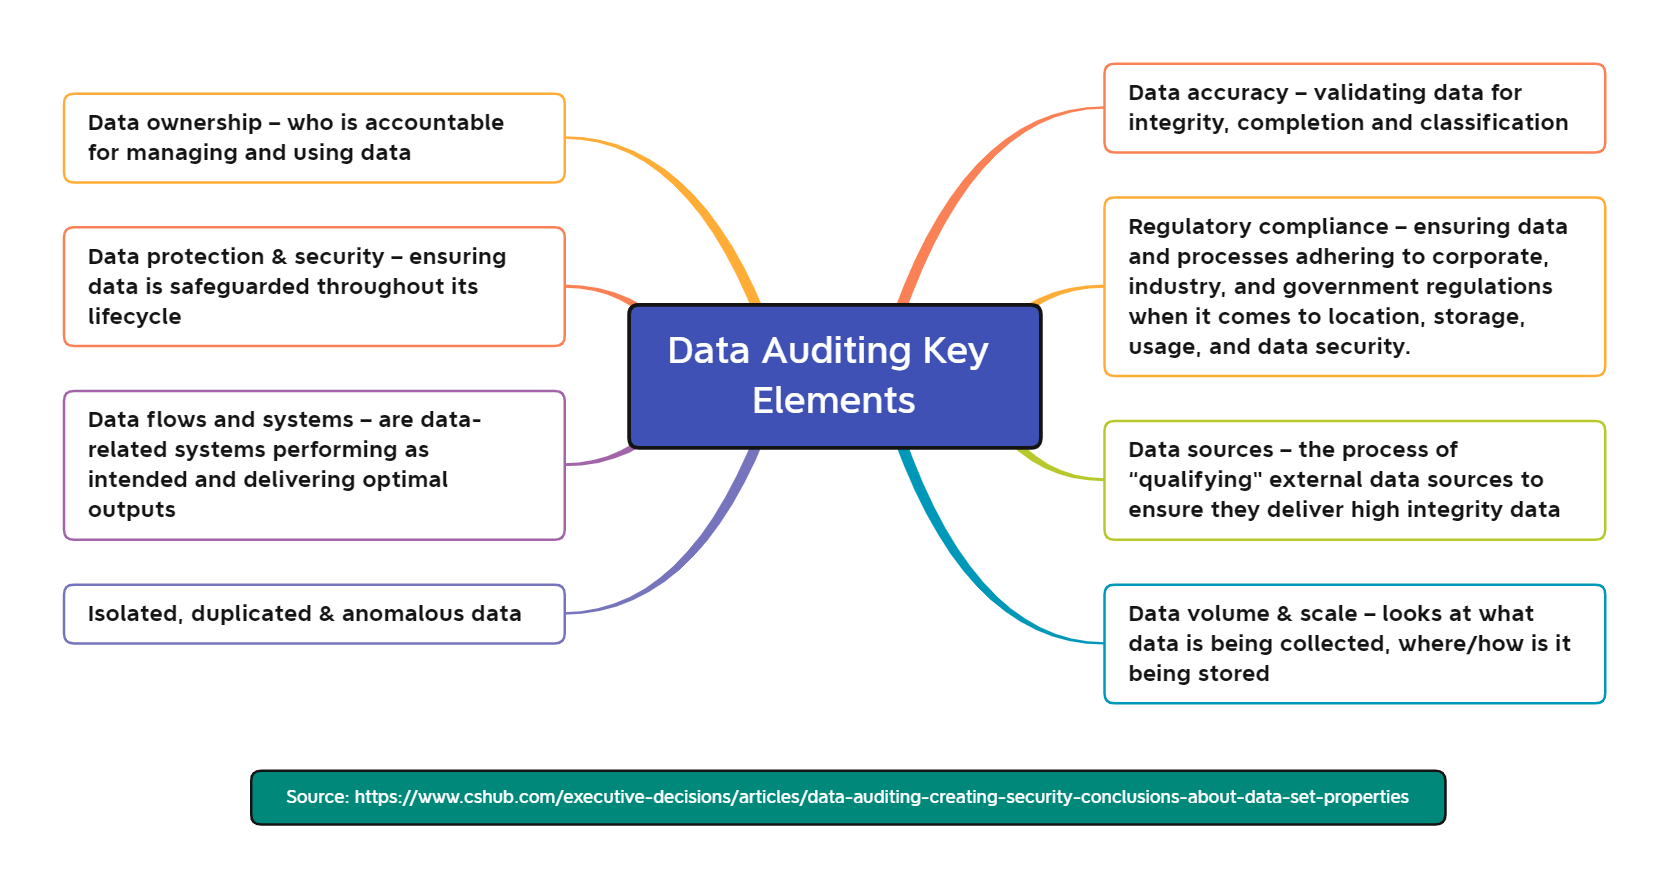 Data ownership – who is accountable
for managing and using data
Data protection & security – ensuring
data is safeguarded throughout its
lifecycle
Data flows and systems – are data-
related systems performing as
intended and delivering optimal
outputs
Isolated, duplicated & anomalous data
Data Auditing Key
Elements
Data accuracy – validating data for
integrity, completion and classification
Regulatory compliance – ensuring data
and processes adhering to corporate,
industry, and government regulations
when it comes to location, storage,
usage, and data security.
Data sources – the process of
“qualifying" external data sources to
ensure they deliver high integrity data
Data volume & scale – looks at what
data is being collected, where/how is it
being stored
Source: https://www.cshub.com/executive-decisions/articles/data-auditing-creating-security-conclusions-about-data-set-properties